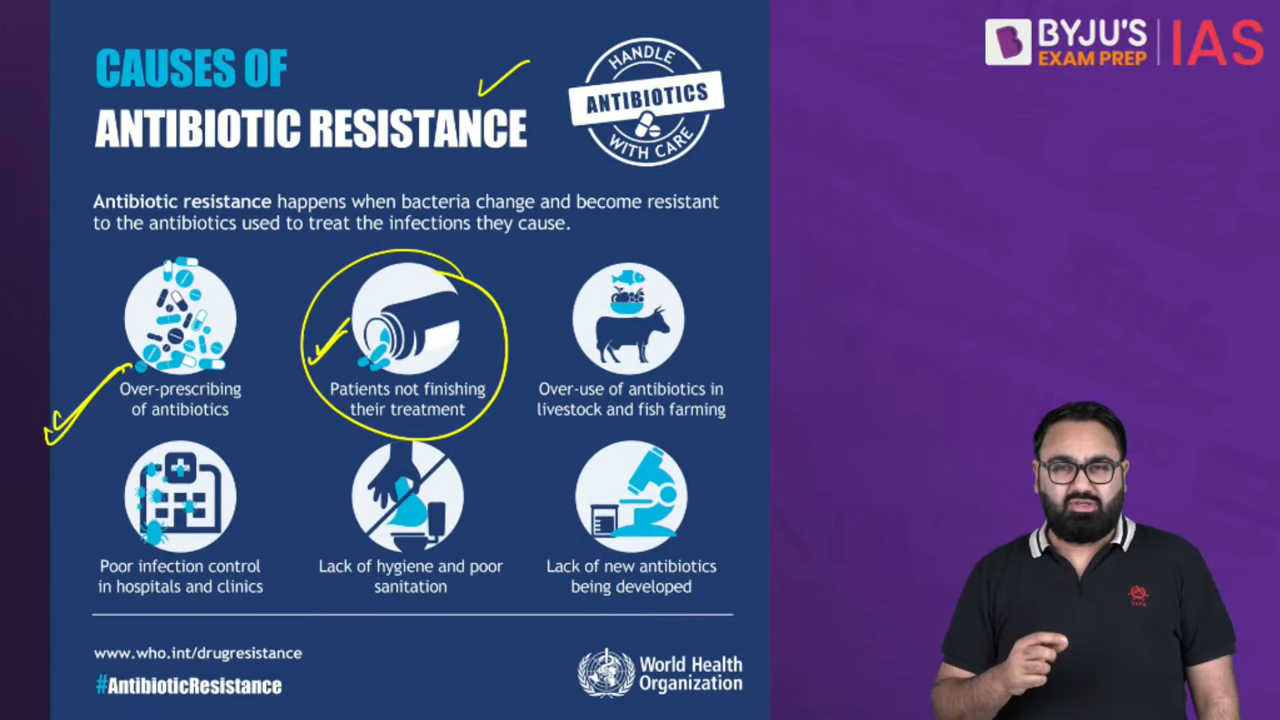 BYJU'S
EXAM PREP
IAS
CAUSES OF
ANTIBIOTIC RESISTANCE
HANDLE
ANTIBIOTICS
WITH CARE
Antibiotic resistance happens when bacteria change and become resistant
to the antibiotics used to treat the infections they cause.
Over-prescribing
of antibiotics
Patients not finishing
their treatment
Over-use of antibiotics in
livestock and fish farming
Poor infection control
in hospitals and clinics
Lack of hygiene and poor
sanitation
Lack of new antibiotics
being developed
www.who.int/drugresistance
#AntibioticResistance
World Health
Organization